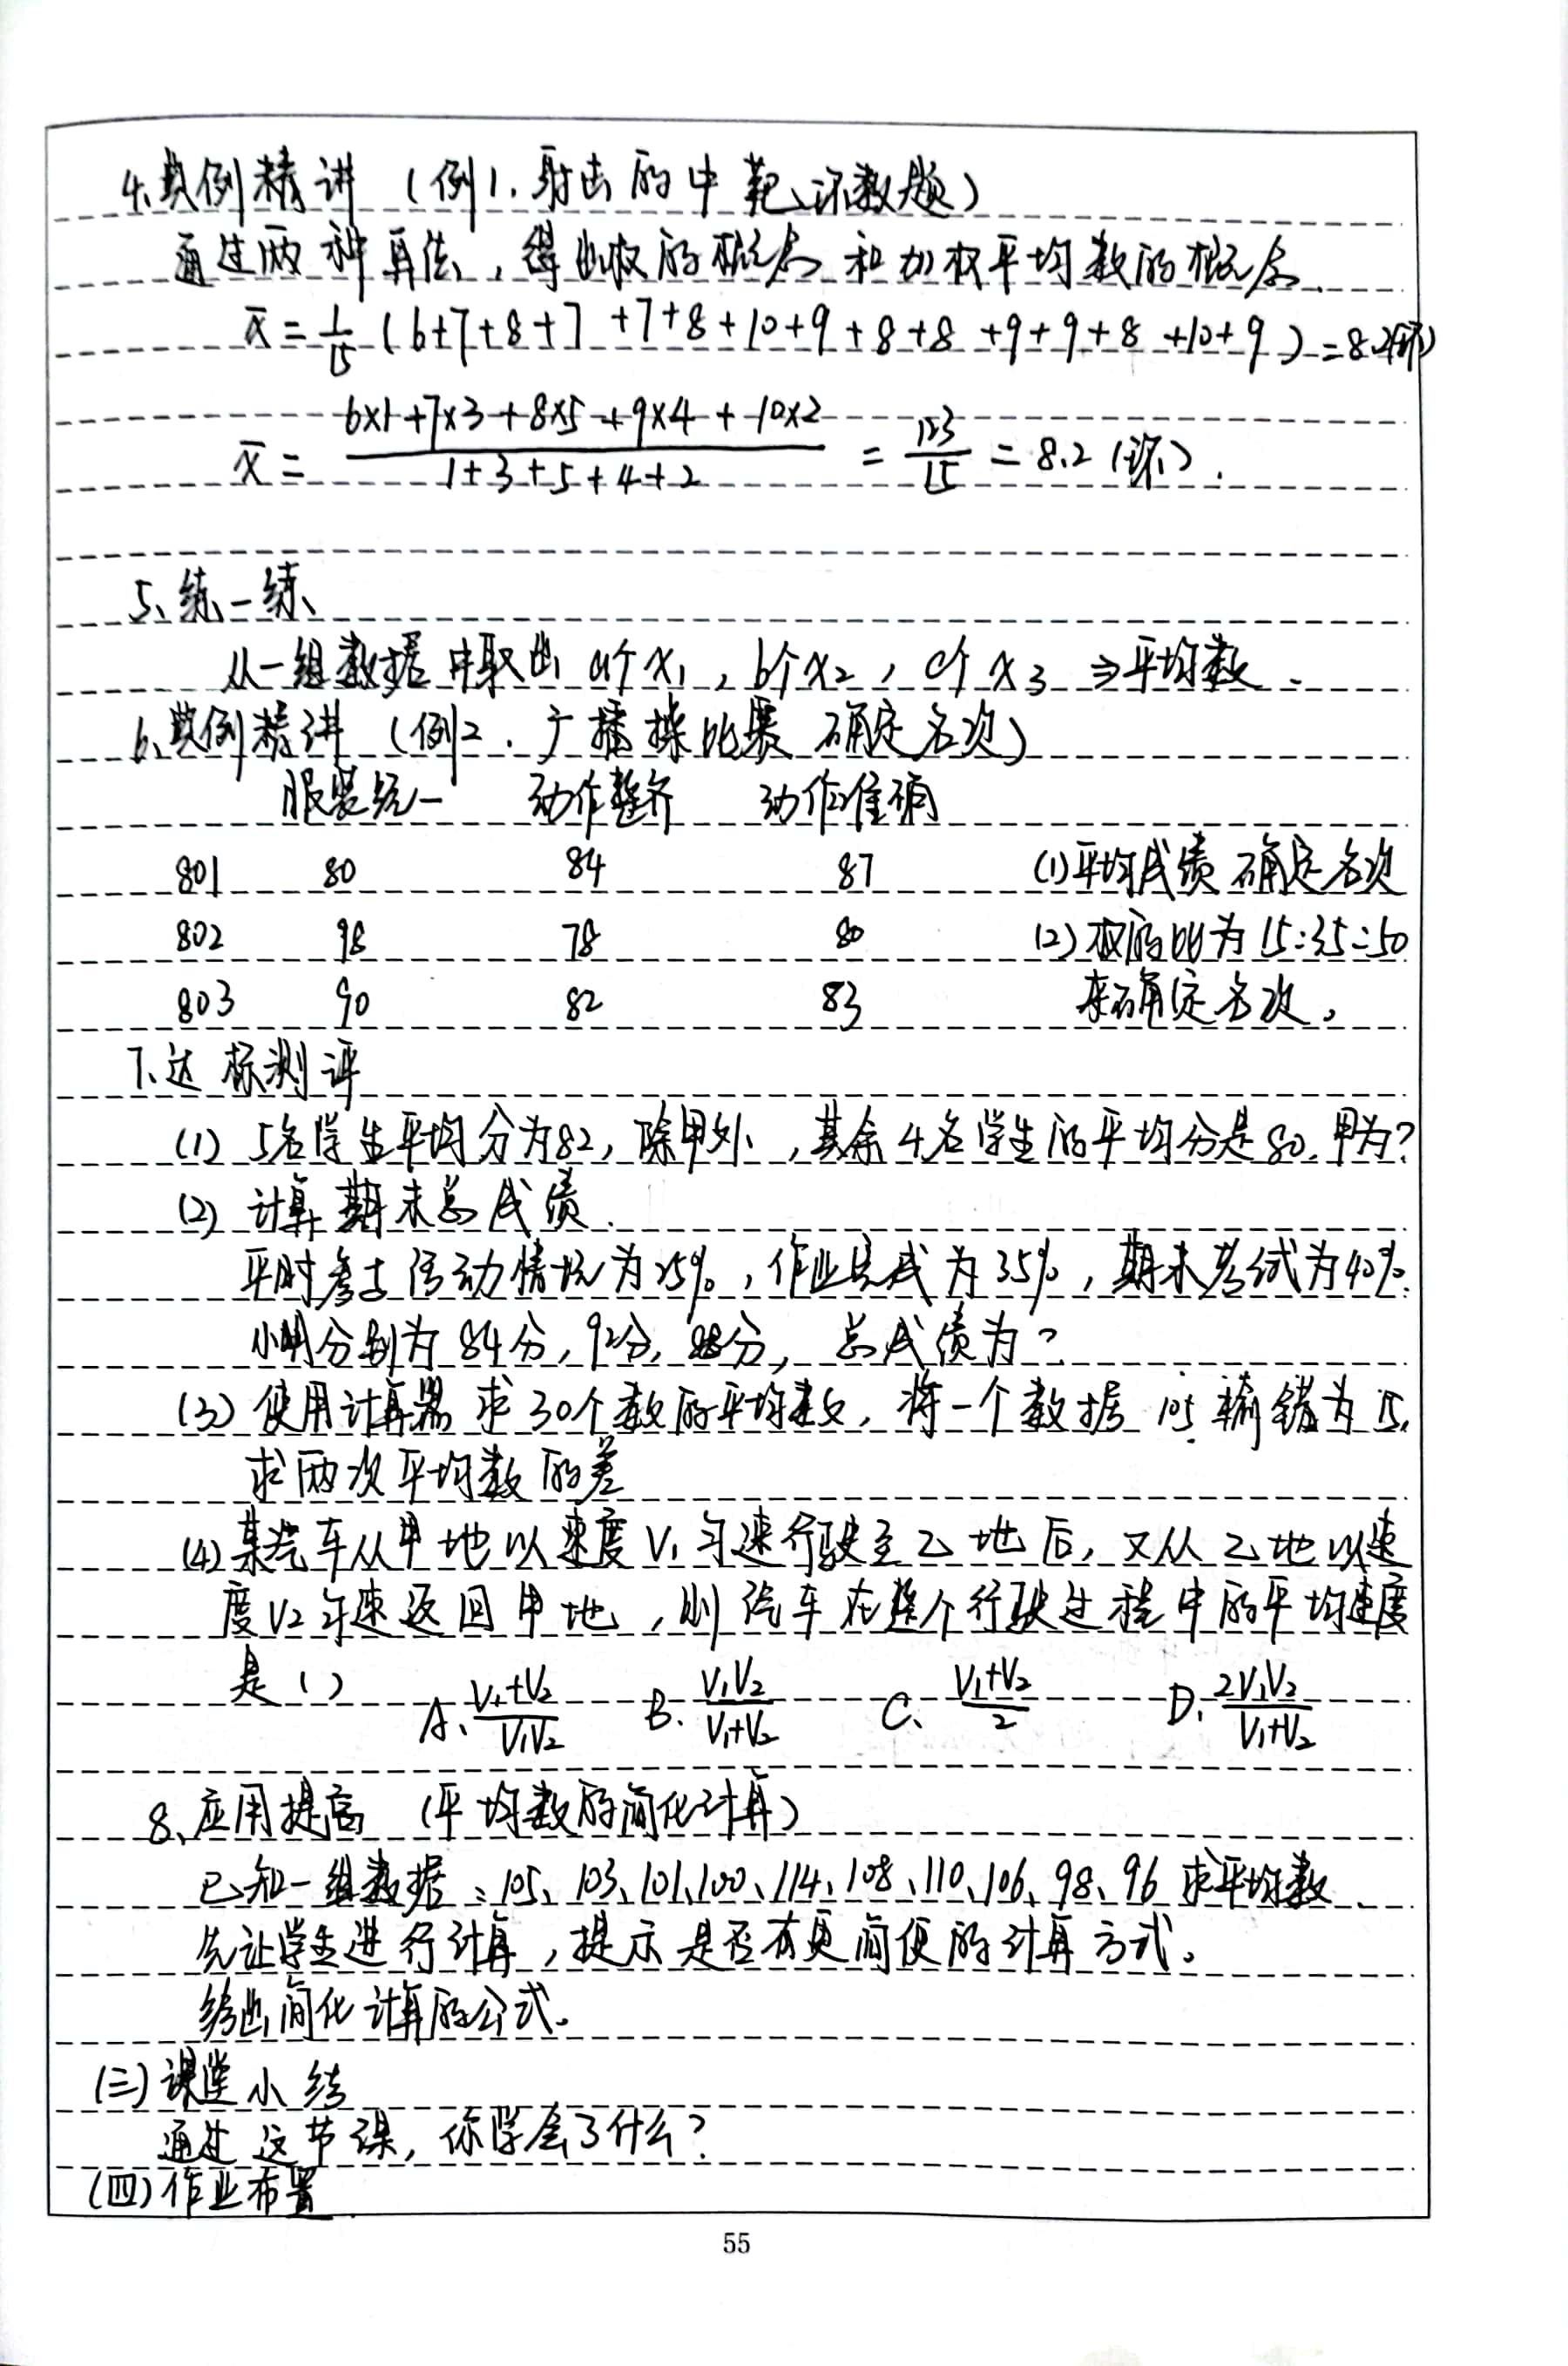 4、典例精讲 (例1. 射击的中靶环数题)
通过两种算法,得出权的概念和加权平均数的概念.
x̄ = 1/15 (6+7+8+7+7+8+10+9+8+8+9+9+8+10+9) = 8.2(环)
x̄ = (6×1+7×3+8×5+9×4+10×2)/(1+3+5+4+2) = 123/15 = 8.2 (环).
5、练一练
从一组数据中取出 a个x₁, b个x₂, c个x₃ ⇒平均数.
6、典例精讲 (例2. 广播操比赛 确定名次)
服装统一 动作整齐 动作准确
801 80 84 87 (1)平均成绩确定名次
802 98 78 80 (2)权的比为 15:35:50
803 90 82 83 来确定名次。
7、达标测评
(1) 5名学生平均分为82, 除甲外, 其余4名学生的平均分是80. 甲为?
(2) 计算期末总成绩.
平时参与活动情况为25%, 作业完成为35%, 期末考试为40%.
小明分别为84分, 92分, 88分, 总成绩为?
(3) 使用计算器求30个数的平均数, 将一个数据105输错为15,
求两次平均数的差
(4) 某汽车从甲地以速度V₁匀速行驶至乙地后, 又从乙地以速
度V₂匀速返回甲地, 则汽车在整个行驶过程中的平均速度
是( ) A、(V₁+V₂)/(V₁V₂) B. (V₁V₂)/(V₁+V₂) C、(V₁+V₂)/2 D. (2V₁V₂)/(V₁+V₂)
8、应用提高 (平均数的简化计算)
已知一组数据: 105、103、101、100、114、108、110、106、98、96 求平均数.
先让学生进行计算, 提示是否有更简便的计算方式。
给出简化计算的公式。
(三)课堂小结
通过这节课, 你学会了什么?
(四)作业布置.
55